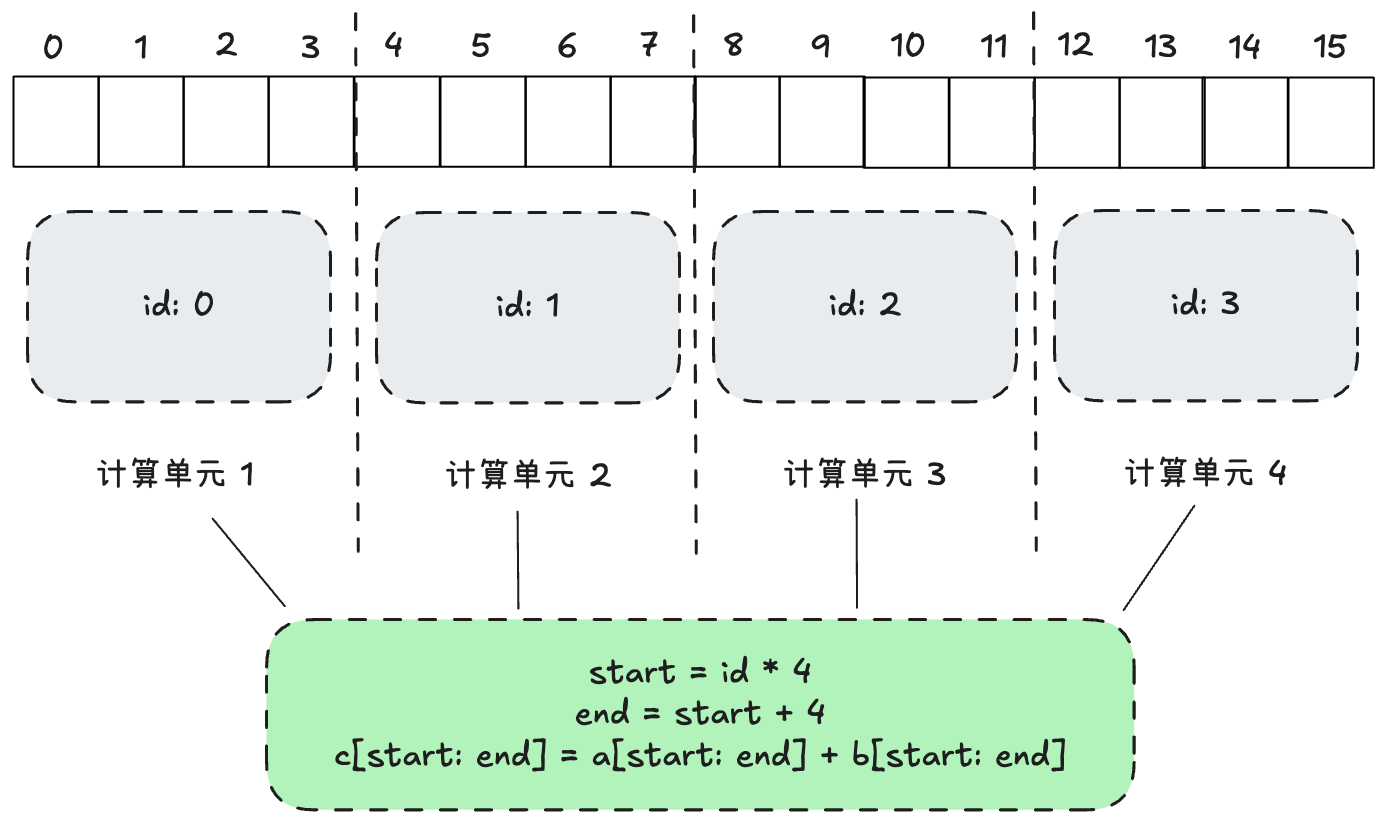 0 1 2 3 4 5 6 7 8 9 10 11 12 13 14 15
id: 0 id: 1 id: 2 id: 3
计算单元 1 计算单元 2 计算单元 3 计算单元 4
start = id * 4
end = start + 4
c[start: end] = a[start: end] + b[start: end]